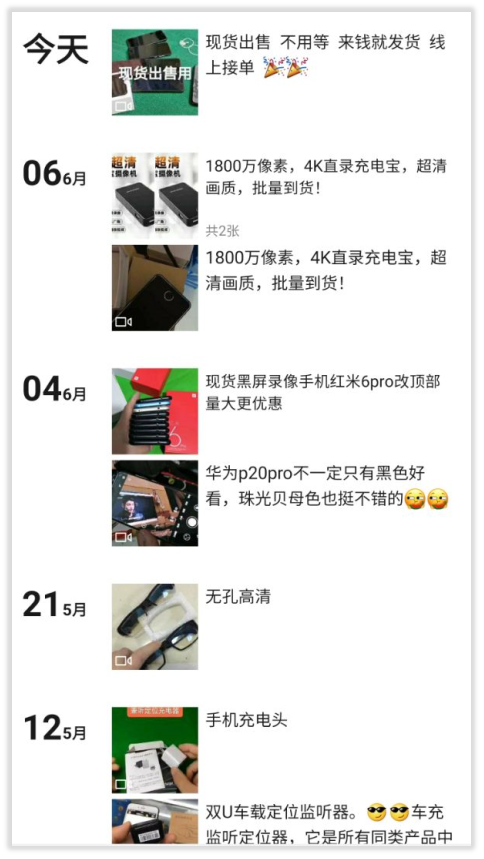 今天
现货出售用
现货出售 不用等 来钱就发货 线
上接单 🎉🎉
06 6月
超清 超清
摄像机 摄像机
1800万像素，4K直录充电宝，超清
画质，批量到货！
共2张
1800万像素，4K直录充电宝，超
清画质，批量到货！
04 6月
现货黑屏录像手机红米6pro改顶部
量大更优惠
华为p20pro不一定只有黑色好
看，珠光贝母色也挺不错的
21 5月
无孔高清
12 5月
手机充电头
双U车载定位监听器。😎😎车充
监听定位器，它是所有同类产品中